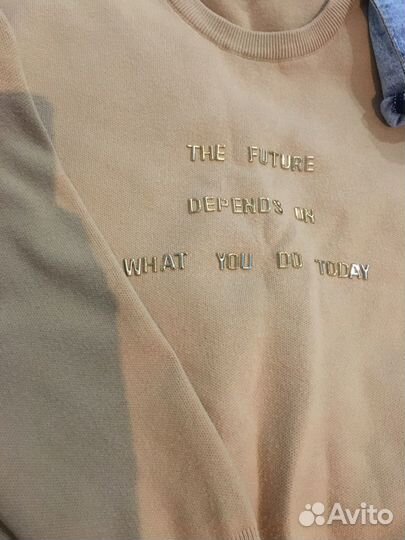 THE FUTURE
DEPENDS ON
WHAT YOU DO TODAY
Avito